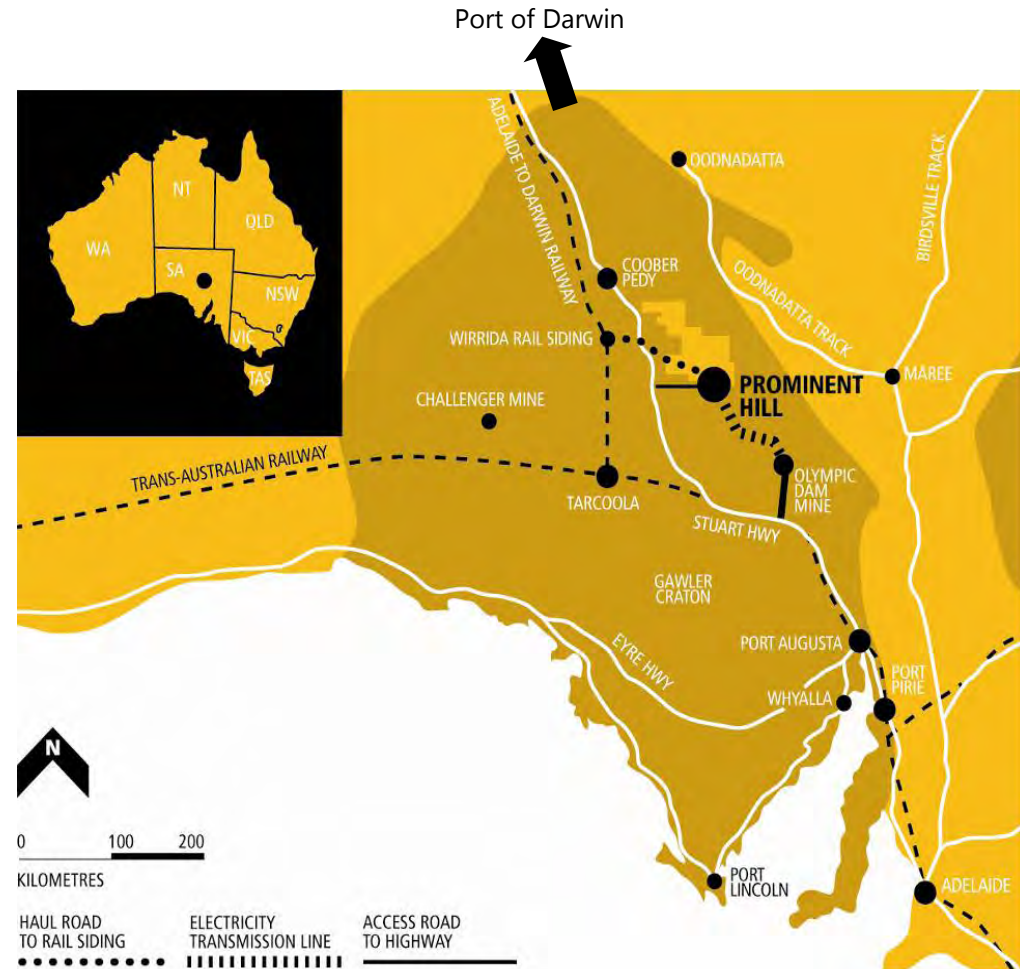 Port of Darwin
NT
WA
QLD
SA
NSW
VIC
TAS
ADELAIDE TO DARWIN RAILWAY
OODNADATTA
BIRDSVILLE TRACK
COOBER
PEDY
OODNADATTA TRACK
WIRRIDA RAIL SIDING
MAREE
PROMINENT
HILL
CHALLENGER MINE
TRANS-AUSTRALIAN RAILWAY
OLYMPIC
DAM
MINE
TARCOOLA
STUART HWY
GAWLER
CRATON
PORT AUGUSTA
EYRE HWY
PORT
PIRIE
WHYALLA
N
0 100 200
KILOMETRES
PORT
LINCOLN
ADELAIDE
HAUL ROAD
TO RAIL SIDING
ELECTRICITY
TRANSMISSION LINE
ACCESS ROAD
TO HIGHWAY